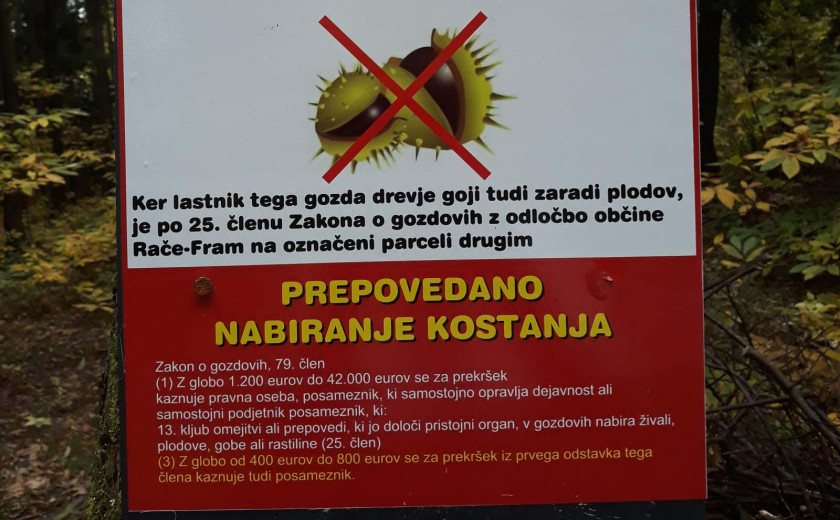 Ker lastnik tega gozda drevje goji tudi zaradi plodov,
je po 25. členu Zakona o gozdovih z odločbo občine
Rače-Fram na označeni parceli drugim
PREPOVEDANO
NABIRANJE KOSTANJA
Zakon o gozdovih, 79. člen
(1) Z globo 1.200 eurov do 42.000 eurov se za prekršek
kaznuje pravna oseba, posameznik, ki samostojno opravlja dejavnost ali
samostojni podjetnik posameznik, ki:
13. kljub omejitvi ali prepovedi, ki jo določi pristojni organ, v gozdovih nabira živali,
plodove, gobe ali rastiline (25. člen)
(3) Z globo od 400 eurov do 800 eurov se za prekršek iz prvega odstavka tega
člena kaznuje tudi posameznik.